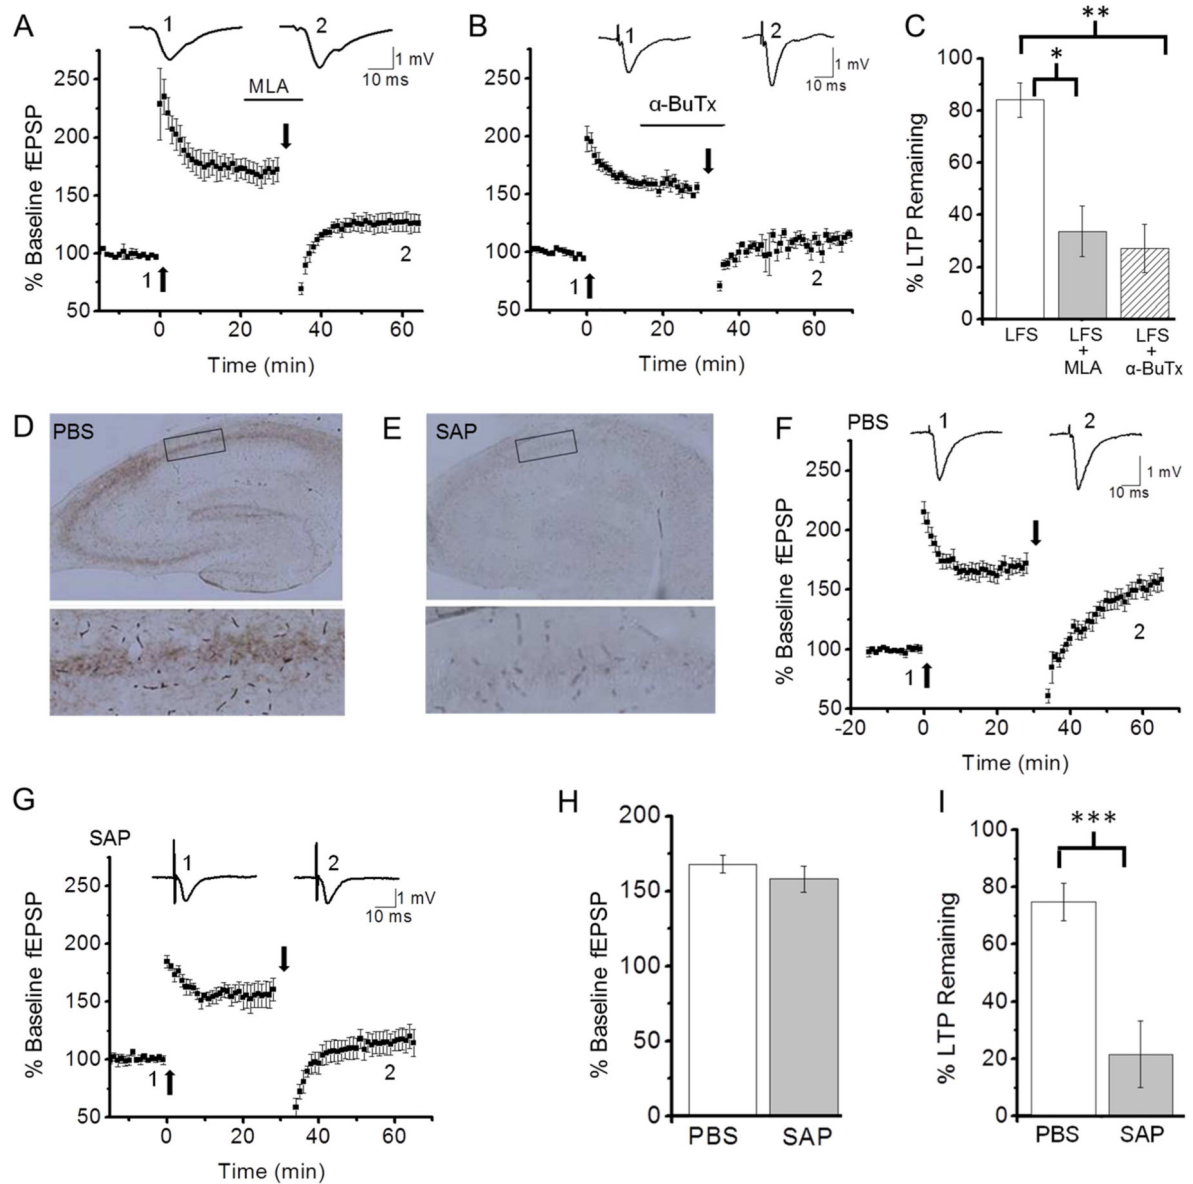 A
1
2
1 mV
10 ms
MLA
% Baseline fEPSP
250
200
150
100
50
1
2
0
20
40
60
Time (min)
B
1
2
1 mV
10 ms
α-BuTx
% Baseline fEPSP
250
200
150
100
50
1
2
0
20
40
60
Time (min)
C
**
*
% LTP Remaining
100
80
60
40
20
0
LFS
LFS
+
MLA
LFS
+
α-BuTx
D
PBS
E
SAP
F
PBS
1
2
1 mV
10 ms
% Baseline fEPSP
250
200
150
100
50
1
2
-20
0
20
40
60
Time (min)
G
SAP
1
2
1 mV
10 ms
% Baseline fEPSP
250
200
150
100
50
1
2
0
20
40
60
Time (min)
H
% Baseline fEPSP
200
150
100
50
0
PBS
SAP
I
***
% LTP Remaining
100
80
60
40
20
0
PBS
SAP